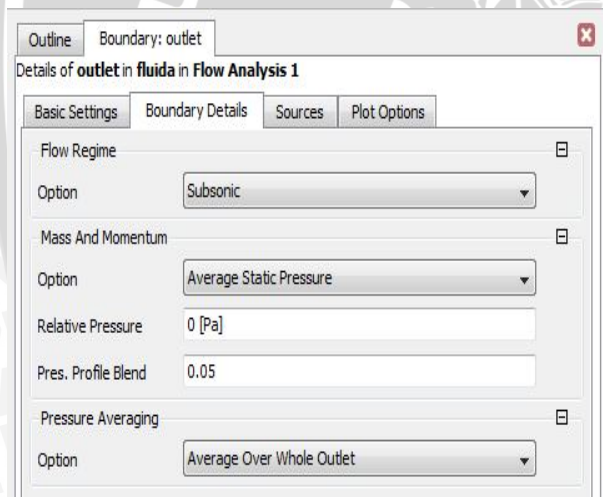 Outline Boundary: outlet
Details of outlet in fluida in Flow Analysis 1
Basic Settings Boundary Details Sources Plot Options
Flow Regime
Option Subsonic
Mass And Momentum
Option Average Static Pressure
Relative Pressure 0 [Pa]
Pres. Profile Blend 0.05
Pressure Averaging
Option Average Over Whole Outlet